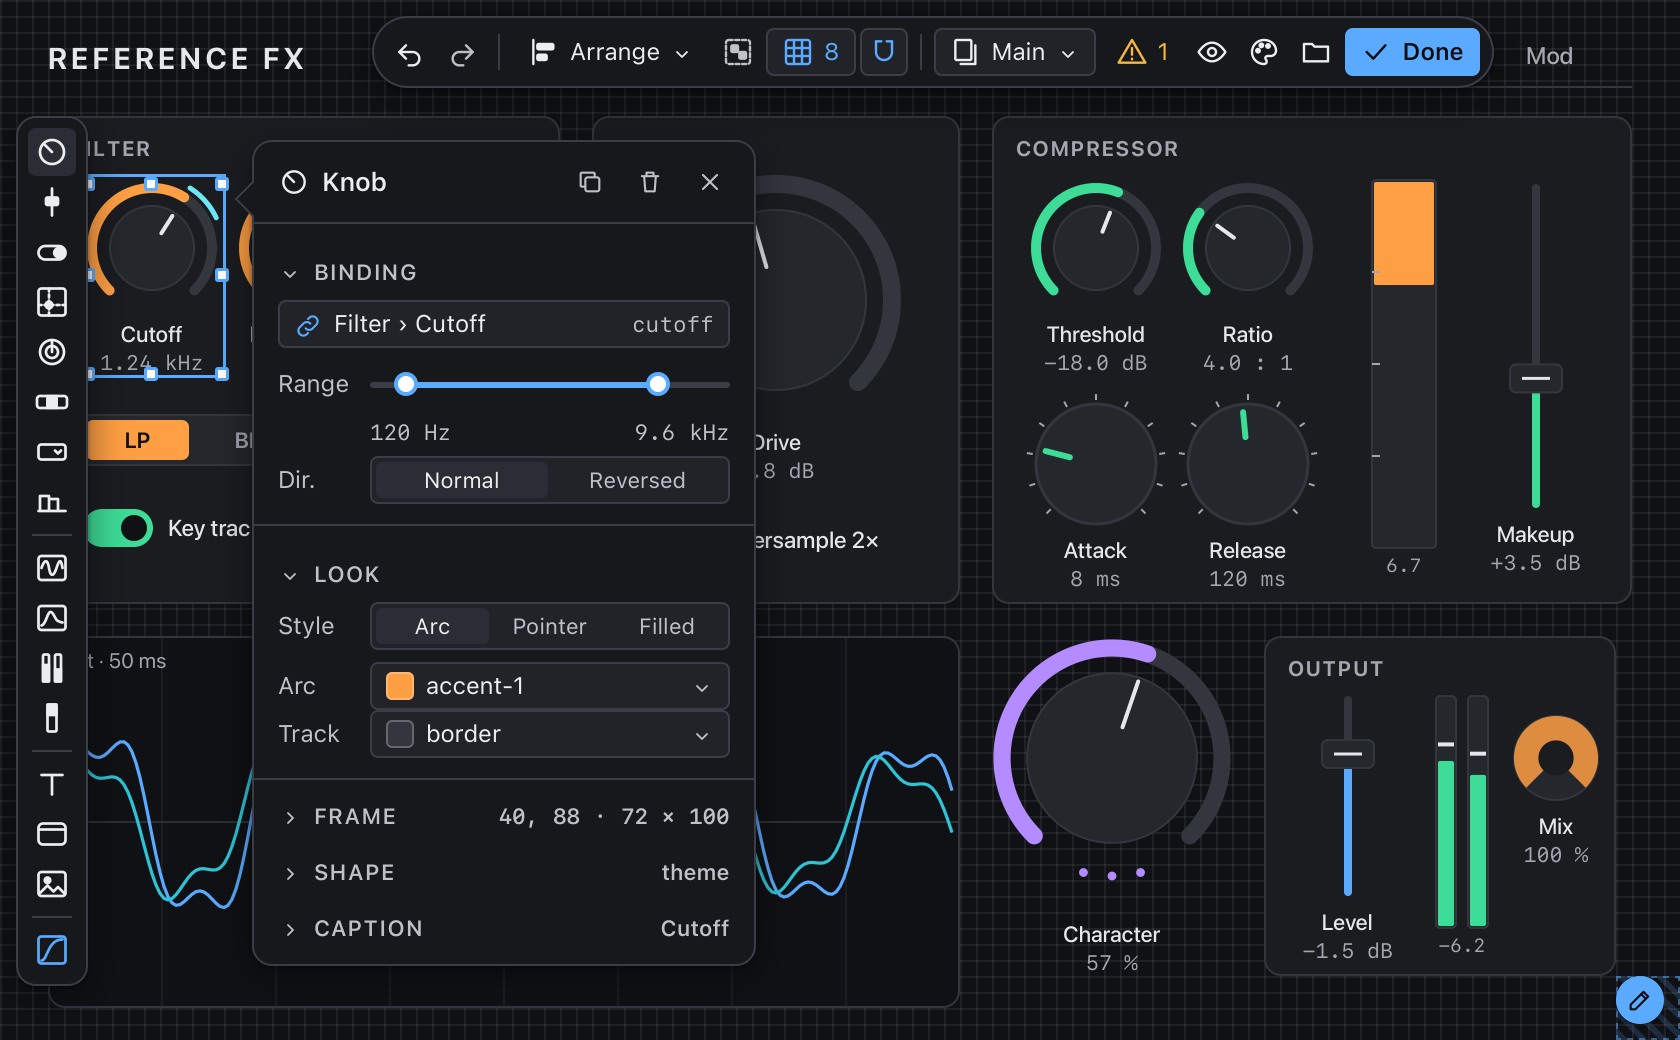 REFERENCE FX
Arrange
8
Main
1
Done
Mod
ILTER
Knob
COMPRESSOR
BINDING
Filter › Cutoff
cutoff
Cutoff
1.24 kHz
Range
120 Hz
9.6 kHz
Dir.
Normal
Reversed
LP
Key trac
Drive
.8 dB
ersample 2×
Threshold
−18.0 dB
Ratio
4.0 : 1
Attack
8 ms
Release
120 ms
6.7
Makeup
+3.5 dB
LOOK
Style
Arc
Pointer
Filled
Arc
accent-1
Track
border
t · 50 ms
FRAME
40, 88 · 72 × 100
SHAPE
theme
CAPTION
Cutoff
Character
57 %
OUTPUT
Level
−1.5 dB
−6.2
Mix
100 %